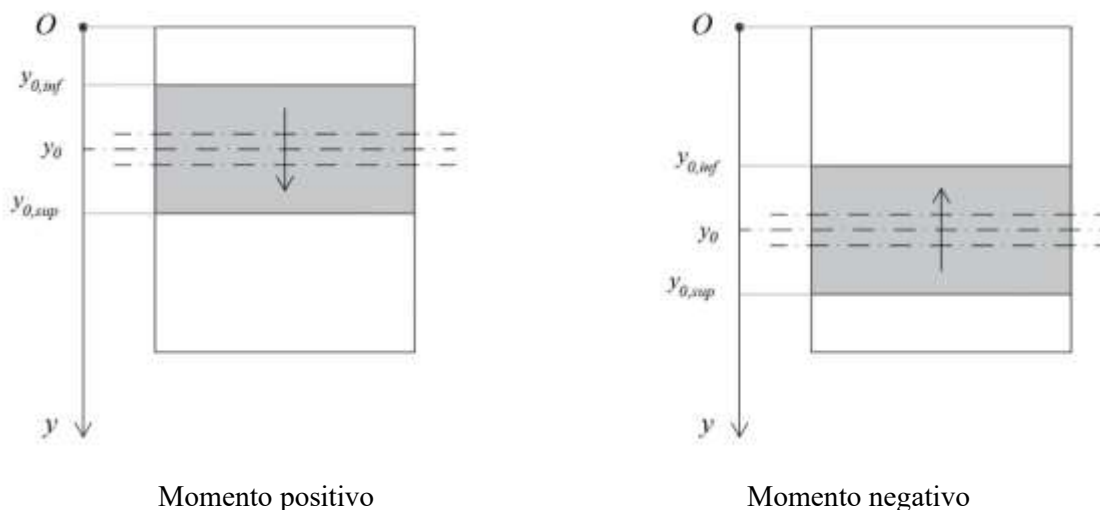 O
y0,inf
y0
y0,sup
y
Momento positivo
O
y0,inf
y0
y0,sup
y
Momento negativo